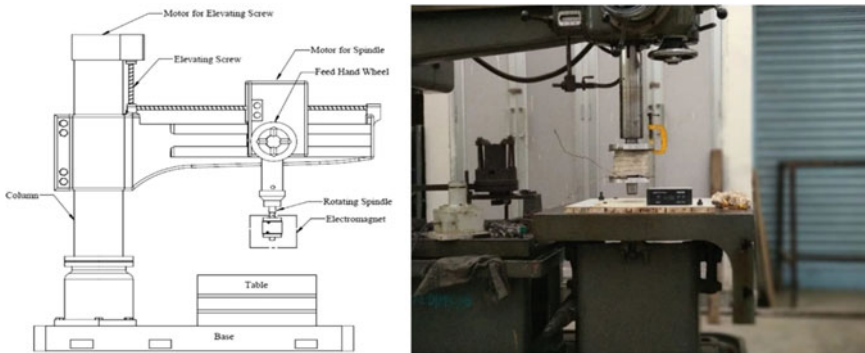 Motor for Elevating Screw
Motor for Spindle
Elevating Screw
Feed Hand Wheel
Column
Rotating Spindle
Electromagnet
Table
Base